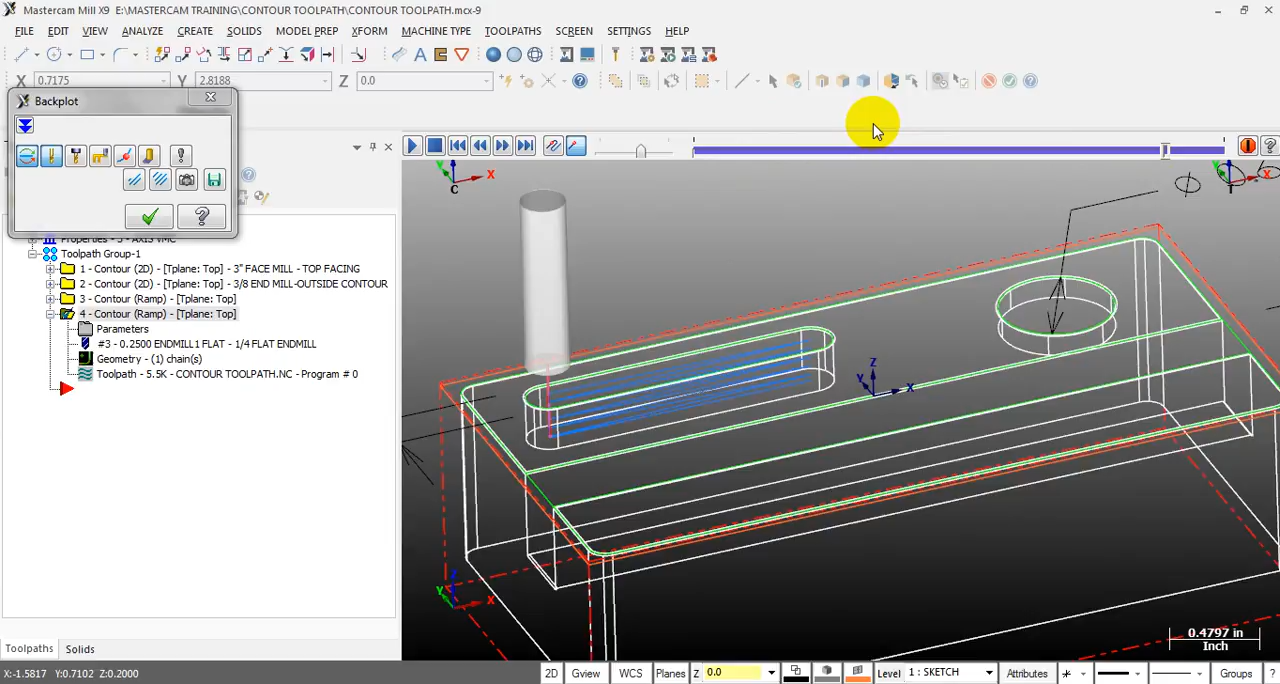 Mastercam Mill X9 E:\MASTERCAM TRAINING\CONTOUR TOOLPATH\CONTOUR TOOLPATH.mcx-9
FILE EDIT VIEW ANALYZE CREATE SOLIDS MODEL PREP XFORM MACHINE TYPE TOOLPATHS SCREEN SETTINGS HELP
X 0.7175 Y 2.8188 Z 0.0
Backplot
Properties - 3 - AXIS VMC
Toolpath Group-1
1 - Contour (2D) - [Tplane: Top] - 3" FACE MILL - TOP FACING
2 - Contour (2D) - [Tplane: Top] - 3/8 END MILL-OUTSIDE CONTOUR
3 - Contour (Ramp) - [Tplane: Top]
4 - Contour (Ramp) - [Tplane: Top]
Parameters
#3 - 0.2500 ENDMILL1 FLAT - 1/4 FLAT ENDMILL
Geometry - (1) chain(s)
Toolpath - 5.5K - CONTOUR TOOLPATH.NC - Program # 0
Y X
C
Y X
T
Z
Y X
Z
Y X
0.4797 in
Inch
Toolpaths Solids
X:-1.5817 Y:0.7102 Z:0.2000 2D Gview WCS Planes Z 0.0 Level 1 : SKETCH Attributes Groups ?